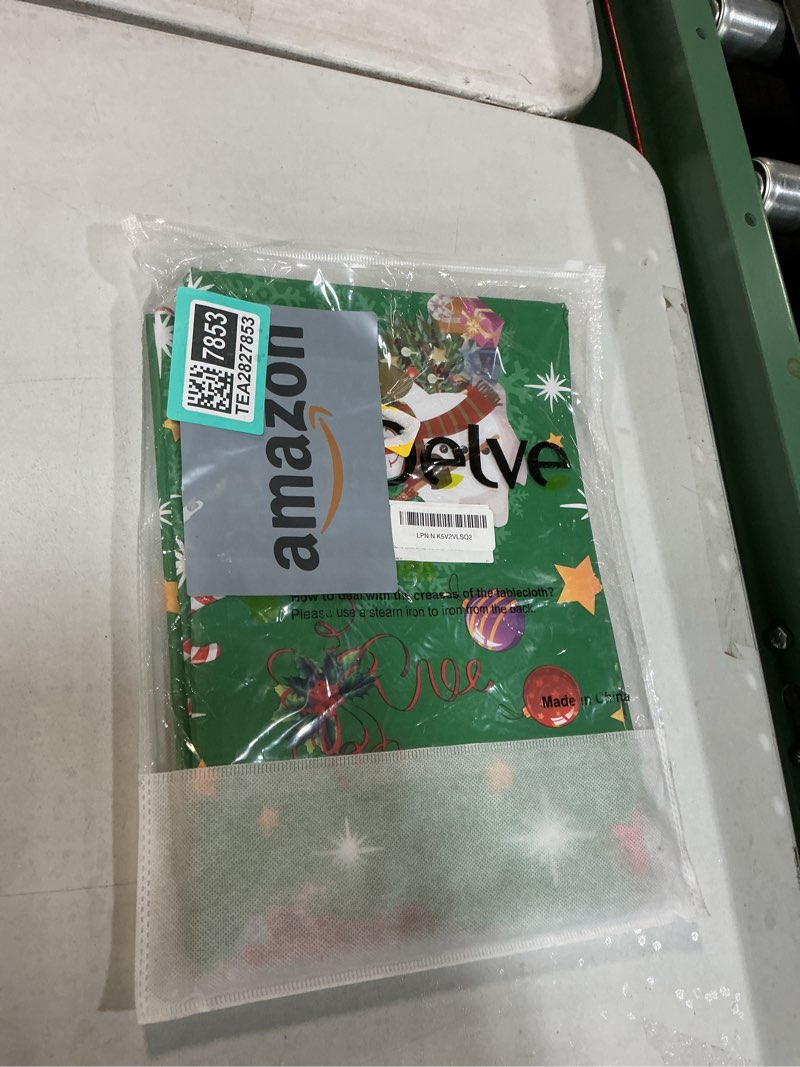 7853
TEA2827853
amazon
elve
LPN N K5V2VLSQ2
How to deal with the creases of the tablecloth?
Please use a steam iron to iron from the back.
Made in China